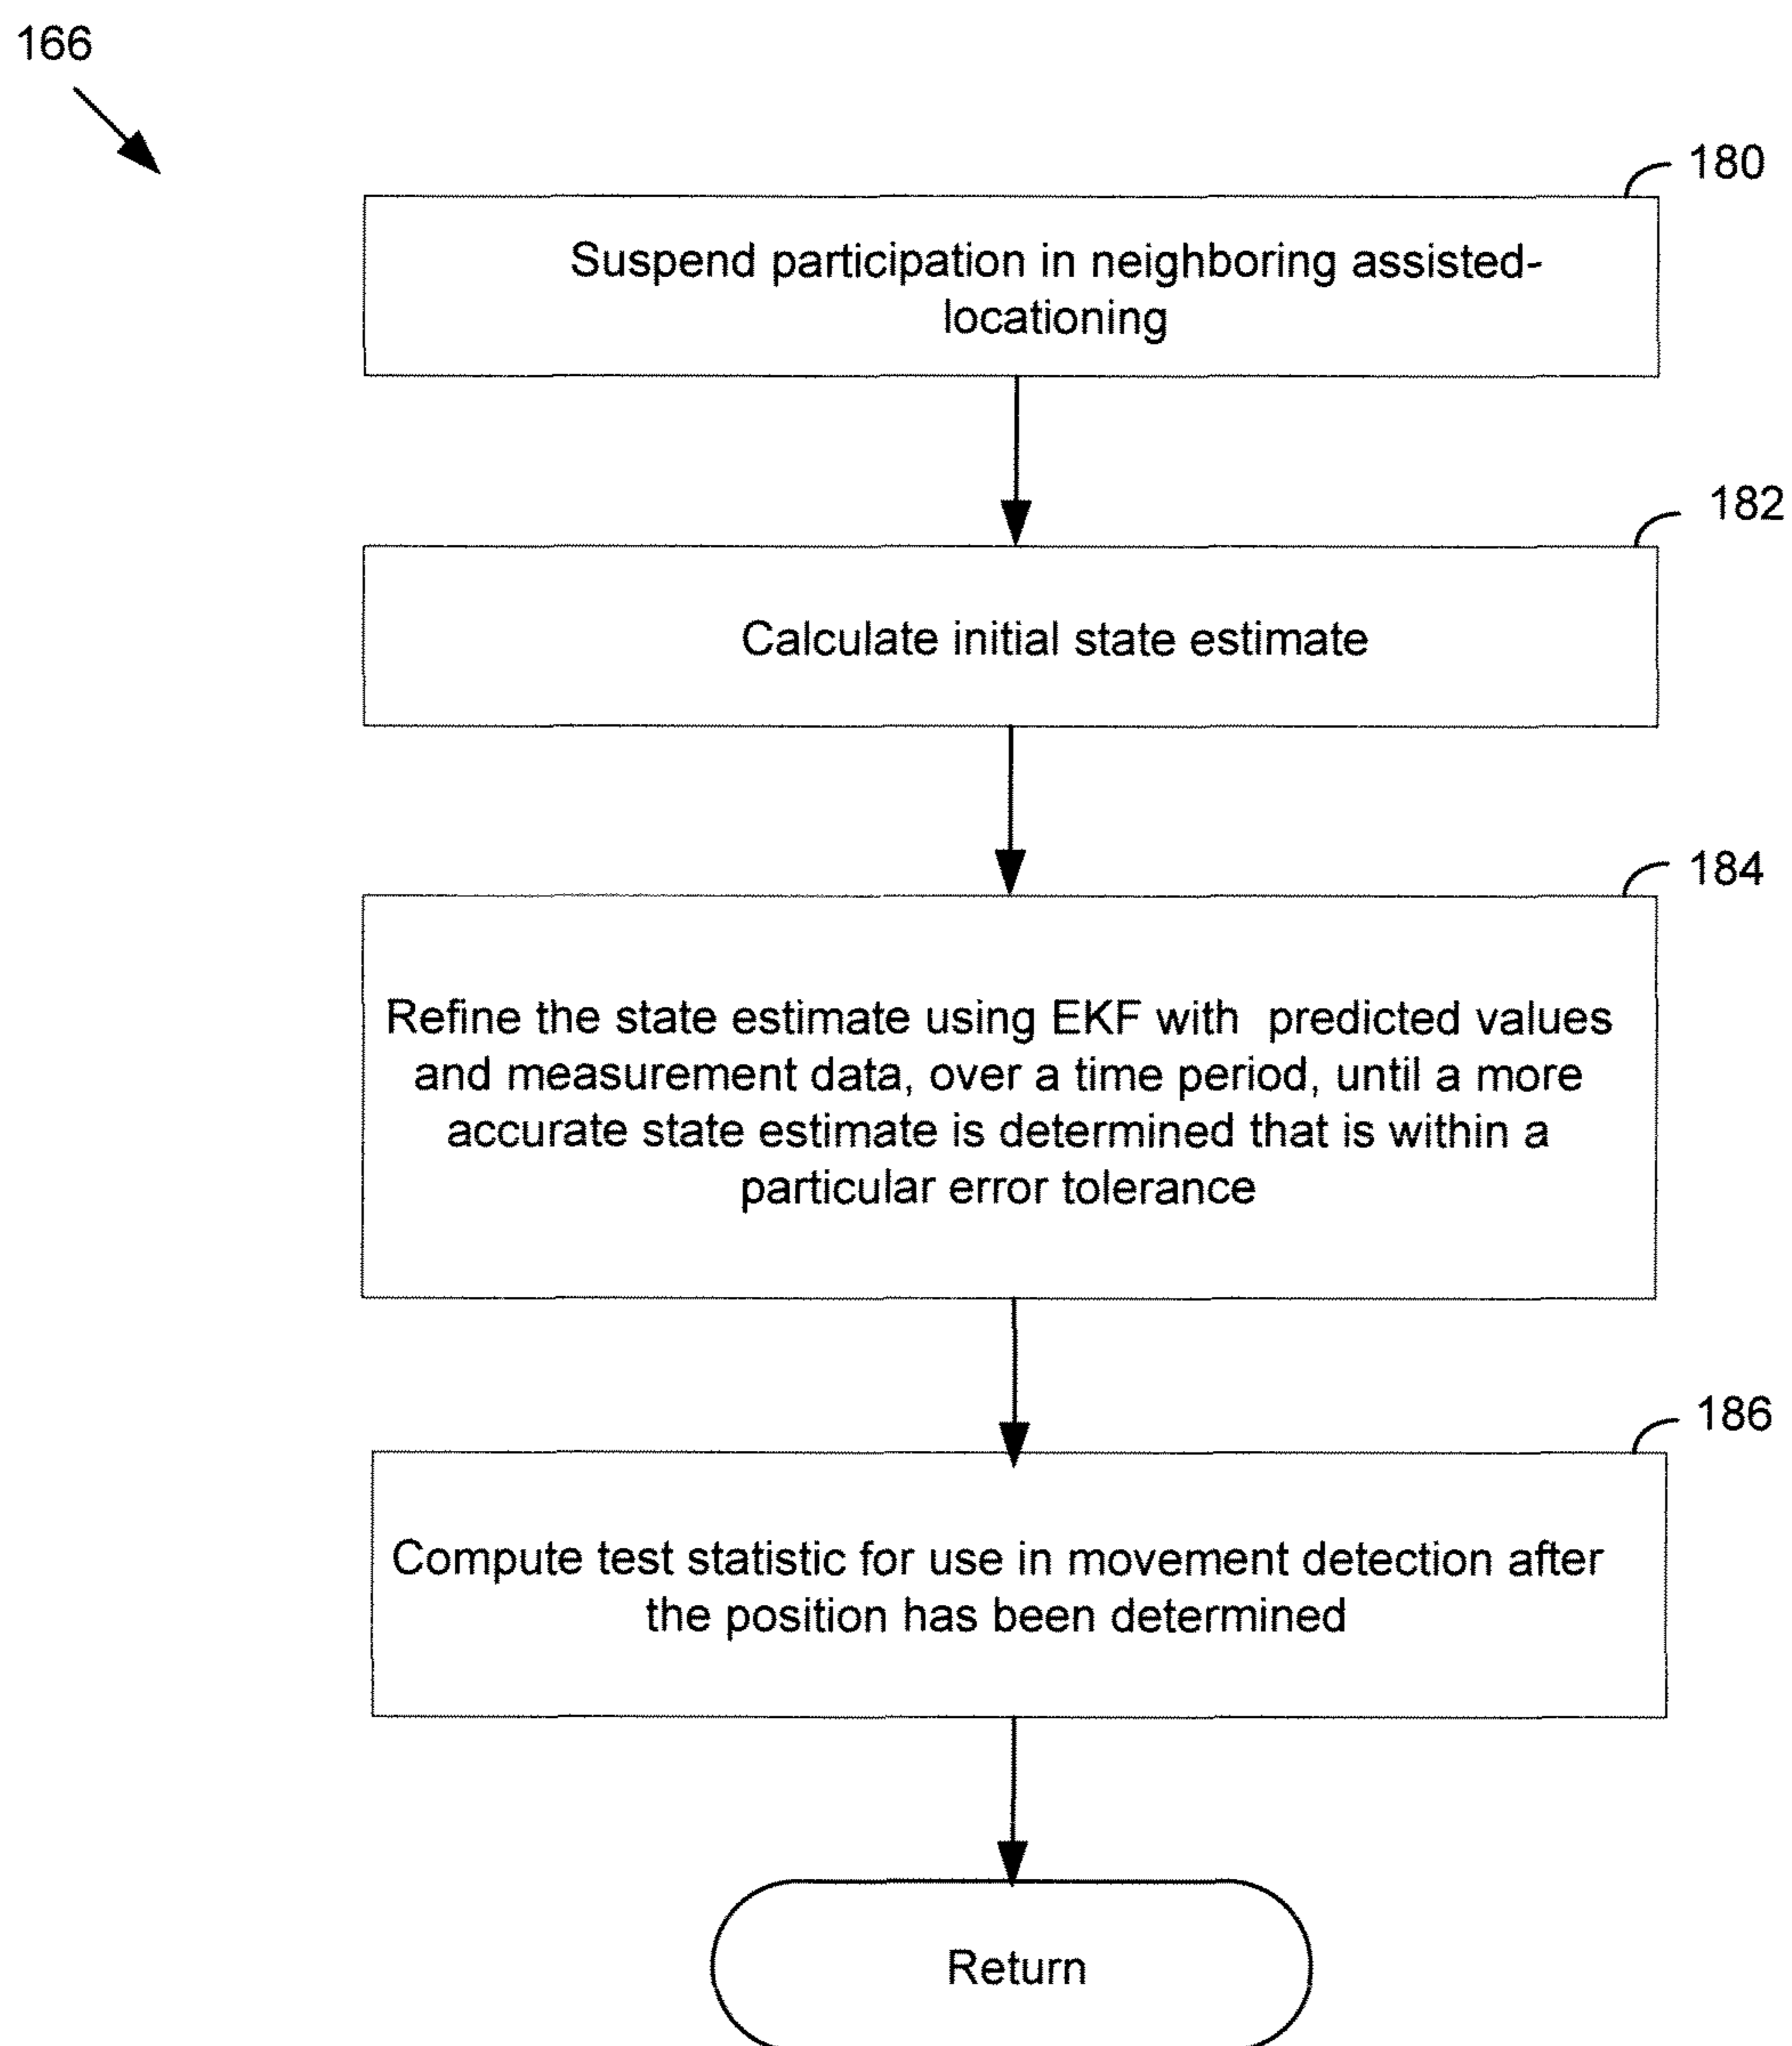 166
180
Suspend participation in neighboring assisted-
locationing
182
Calculate initial state estimate
184
Refine the state estimate using EKF with predicted values
and measurement data, over a time period, until a more
accurate state estimate is determined that is within a
particular error tolerance
186
Compute test statistic for use in movement detection after
the position has been determined
Return